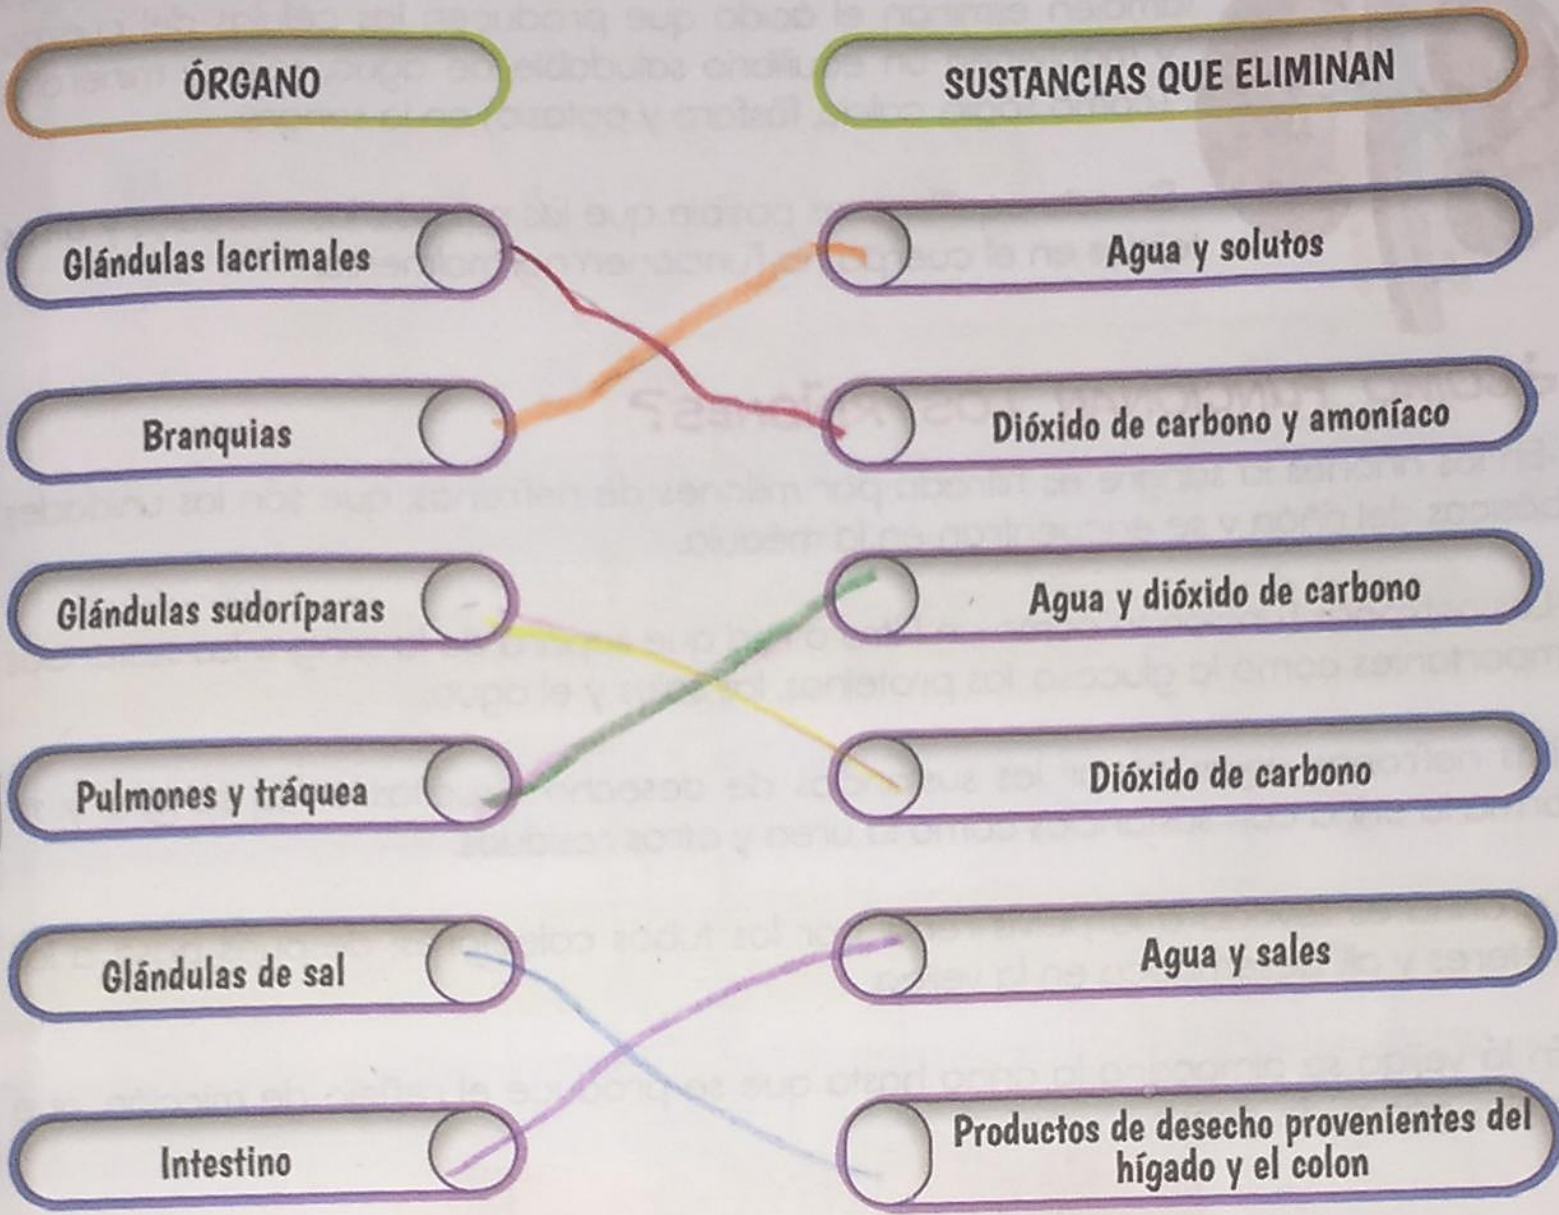 ÓRGANO
SUSTANCIAS QUE ELIMINAN
Glándulas lacrimales
Agua y solutos
Branquias
Dióxido de carbono y amoníaco
Glándulas sudoríparas
Agua y dióxido de carbono
Pulmones y tráquea
Dióxido de carbono
Glándulas de sal
Agua y sales
Intestino
Productos de desecho provenientes del
hígado y el colon